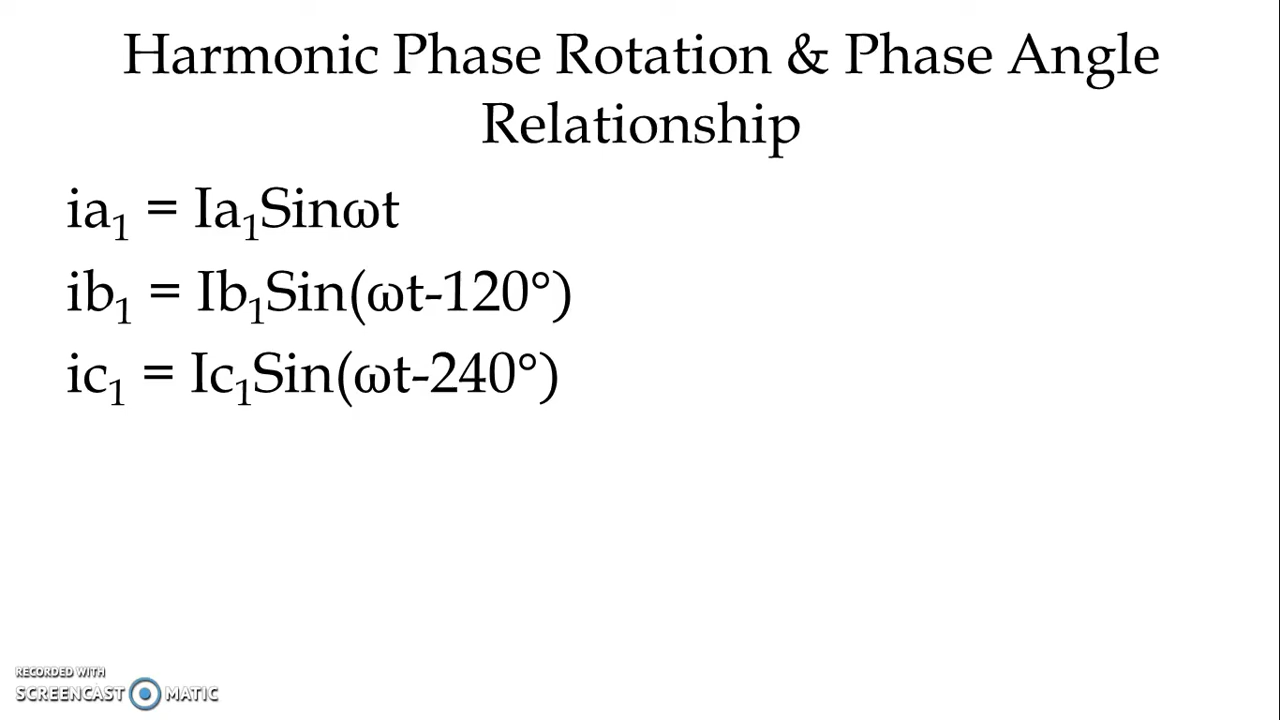 Harmonic Phase Rotation & Phase Angle
Relationship
ia₁ = Ia₁Sinωt
ib₁ = Ib₁Sin(ωt-120°)
ic₁ = Ic₁Sin(ωt-240°)
RECORDED WITH
SCREENCAST MATIC